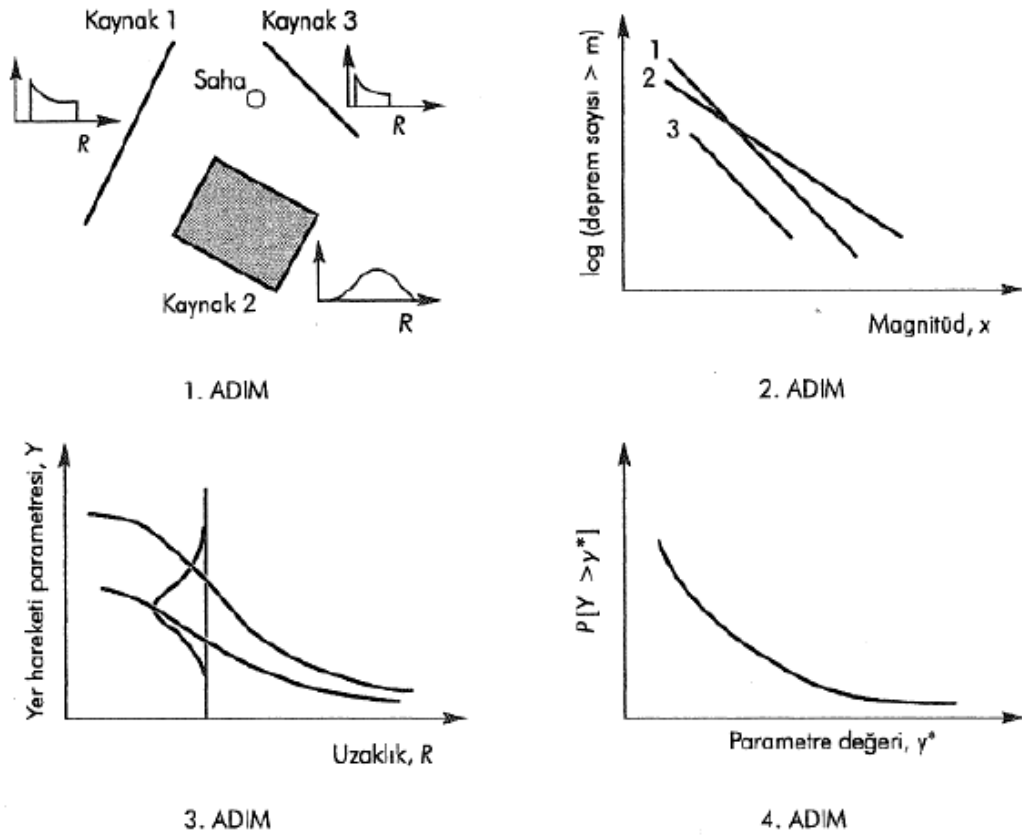 Kaynak 1
Kaynak 3
Saha
R
R
Kaynak 2
R
1. ADIM
log (deprem sayısı > m)
1
2
3
Magnitüd, x
2. ADIM
Yer hareketi parametresi, Y
Uzaklık, R
3. ADIM
P[Y >y*]
Parametre değeri, y*
4. ADIM